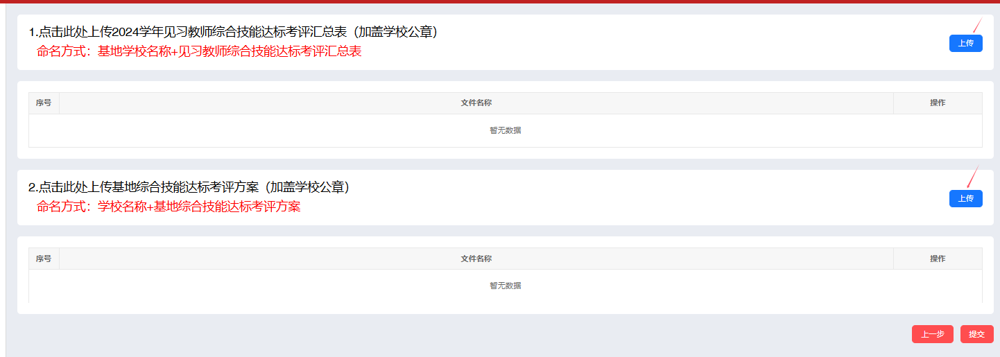 1.点击此处上传2024学年见习教师综合技能达标考评汇总表（加盖学校公章）
命名方式：基地学校名称+见习教师综合技能达标考评汇总表
上传
序号 文件名称 操作
暂无数据
2.点击此处上传基地综合技能达标考评方案（加盖学校公章）
命名方式：学校名称+基地综合技能达标考评方案
上传
序号 文件名称 操作
暂无数据
上一步 提交